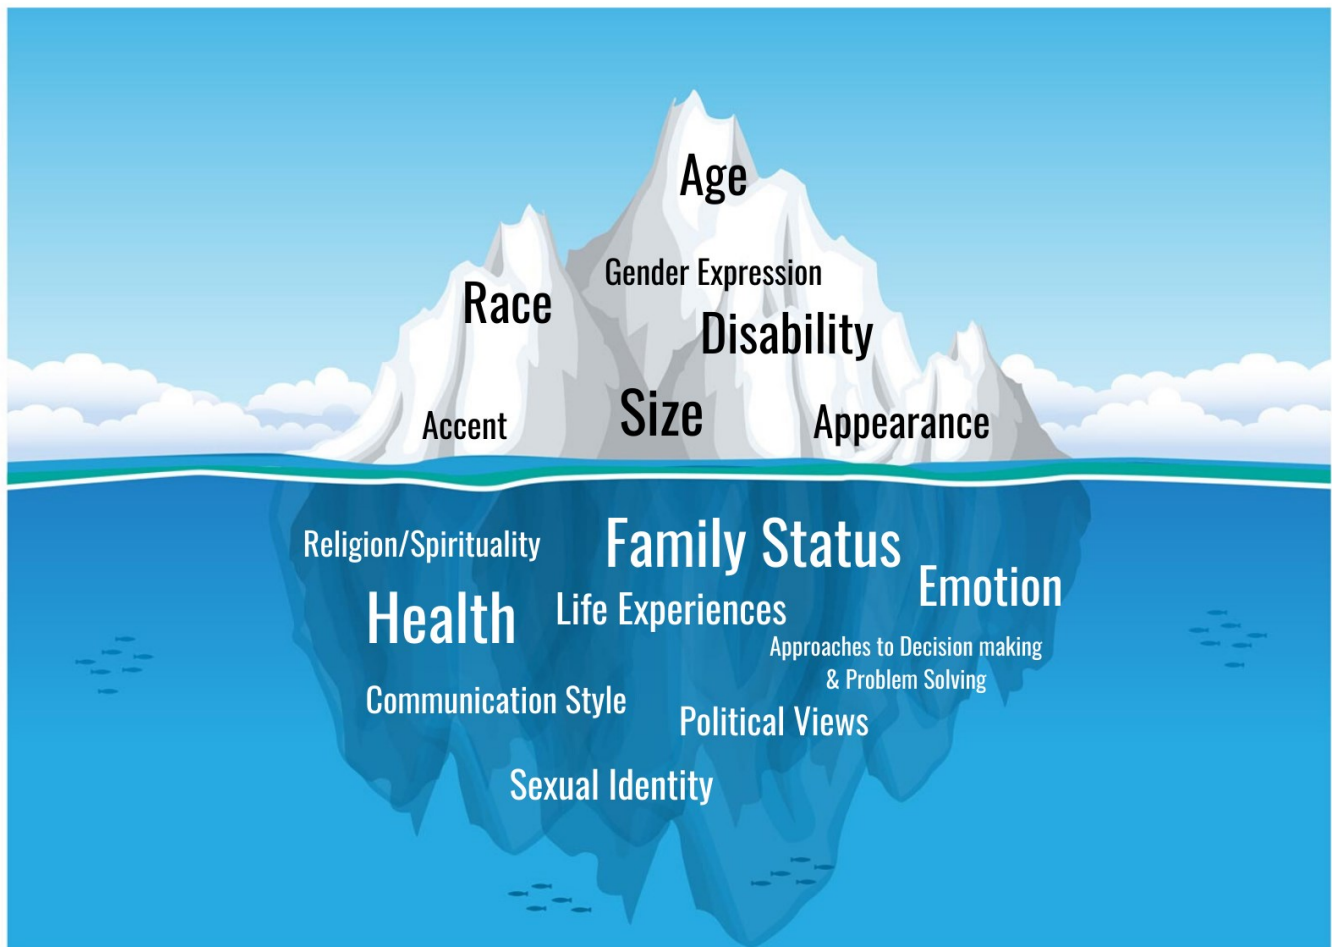 Age
Gender Expression
Race
Disability
Size
Accent
Appearance
Religion/Spirituality
Family Status
Emotion
Health
Life Experiences
Approaches to Decision making
& Problem Solving
Communication Style
Political Views
Sexual Identity